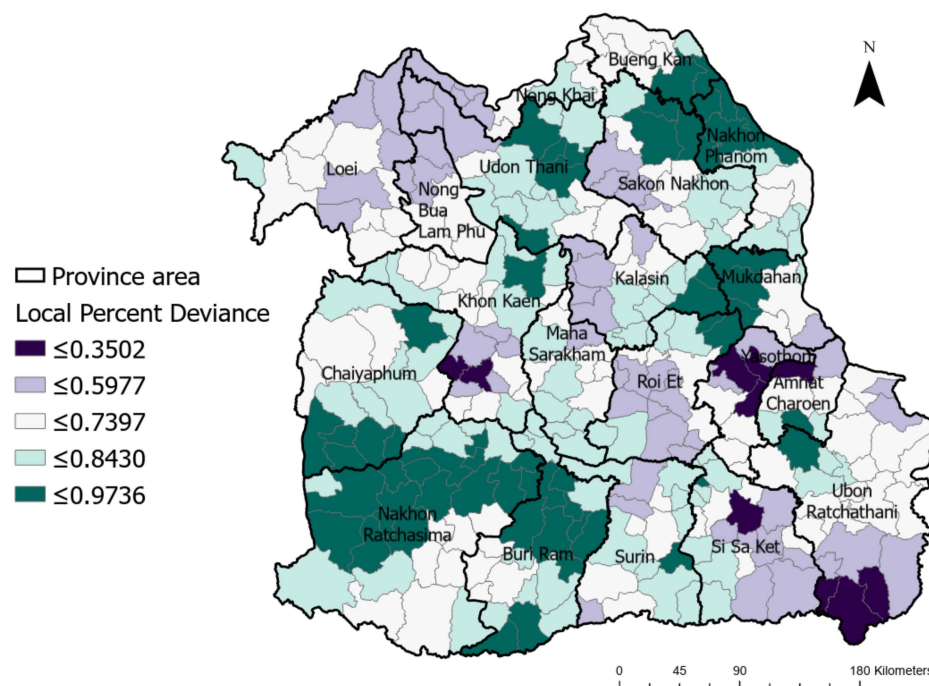 N
Bueng Kan
Nong Khai
Nakhon
Phanom
Loei
Udon Thani
Sakon Nakhon
Nong
Bua
Lam Phu
Province area
Local Percent Deviance
≤0.3502
≤0.5977
≤0.7397
≤0.8430
≤0.9736
Mukdahan
Kalasin
Khon Kaen
Maha
Sarakham
Chaiyaphum
Roi Et
Yasothon
Amnat
Charoen
Ubon
Ratchathani
Nakhon
Ratchasima
Buri Ram
Surin
Si Sa Ket
0 45 90 180 Kilometers